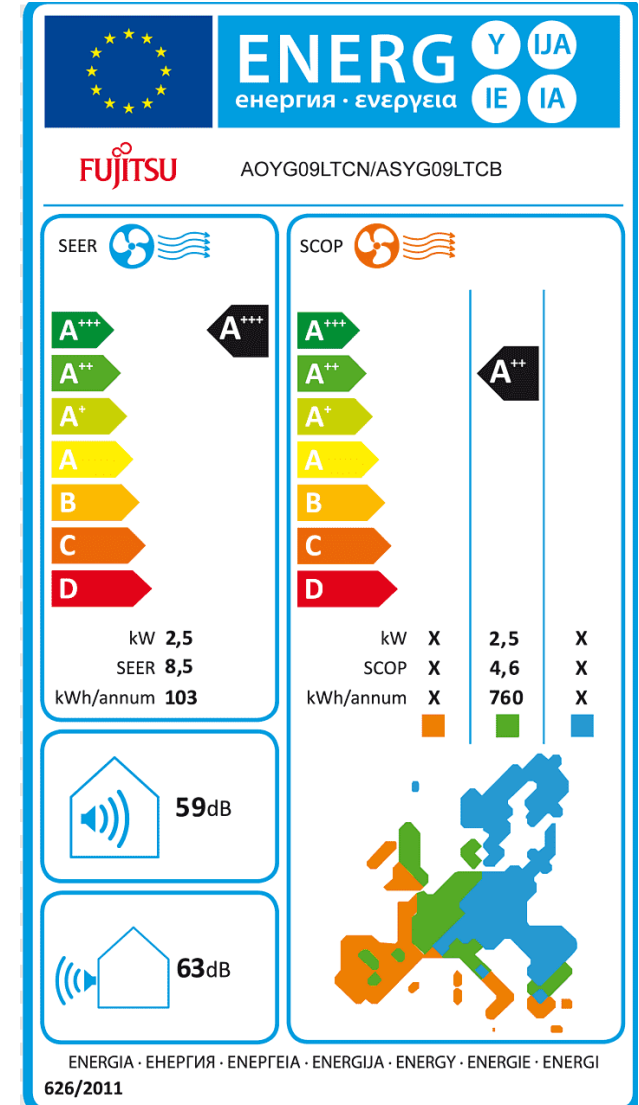 ENERG
енергия · ενεργεια
Y IJA
IE IA
FUJITSU
AOYG09LTCN/ASYG09LTCB
SEER
A+++
A++
A+
A
B
C
D
A+++
kW 2,5
SEER 8,5
kWh/annum 103
SCOP
A+++
A++
A+
A
B
C
D
A++
kW X 2,5 X
SCOP X 4,6 X
kWh/annum X 760 X
59dB
63dB
ENERGIA · ЕНЕРГИЯ · ΕΝΕΡΓΕΙΑ · ENERGIJA · ENERGY · ENERGIE · ENERGI
626/2011